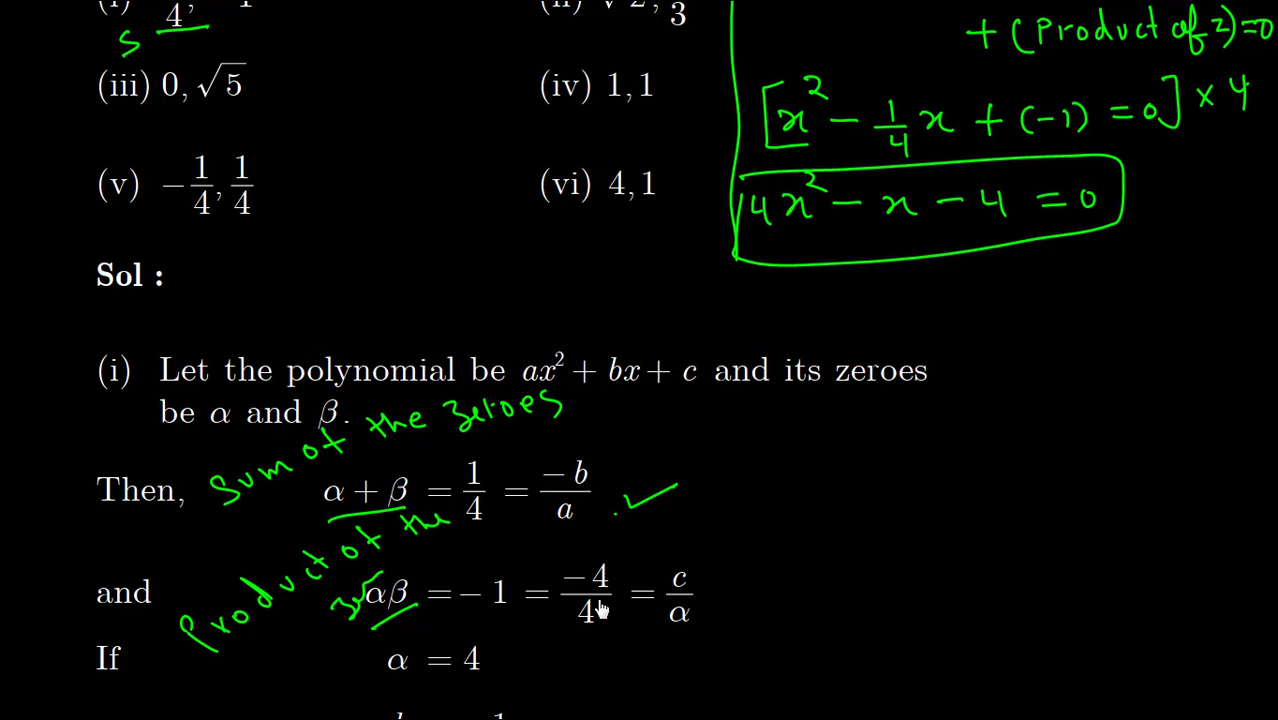 4
S
3
+ (Product of z) = 0
(iii) 0, √5
(iv) 1, 1
[x² - 1/4 x + (-1) = 0] × 4
(v) -1/4, 1/4
(vi) 4, 1
4x² - x - 4 = 0
Sol :
(i) Let the polynomial be ax² + bx + c and its zeroes
be α and β.
Sum of the zeroes
Then, α + β = 1/4 = -b/a
Product of the
and αβ = -1 = -4/4 = c/α
If α = 4